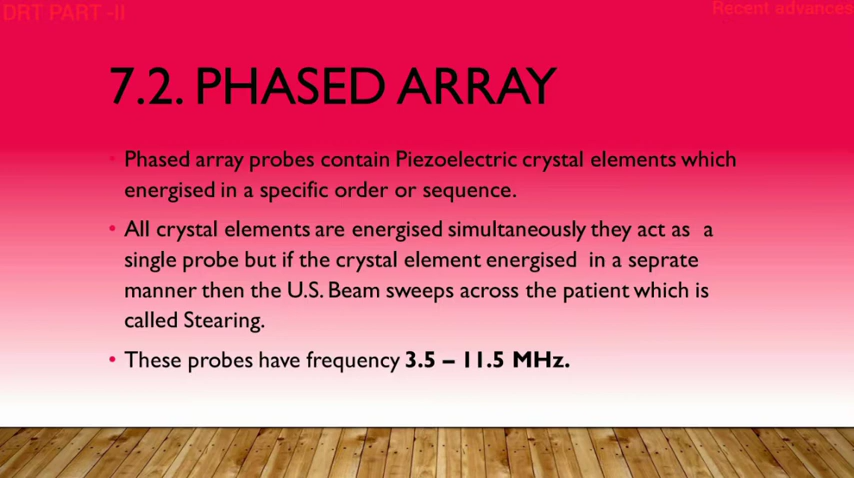 DRT PART -II
Recent advances
7.2. PHASED ARRAY
• Phased array probes contain Piezoelectric crystal elements which
energised in a specific order or sequence.
• All crystal elements are energised simultaneously they act as a
single probe but if the crystal element energised in a seprate
manner then the U.S. Beam sweeps across the patient which is
called Stearing.
• These probes have frequency 3.5 – 11.5 MHz.